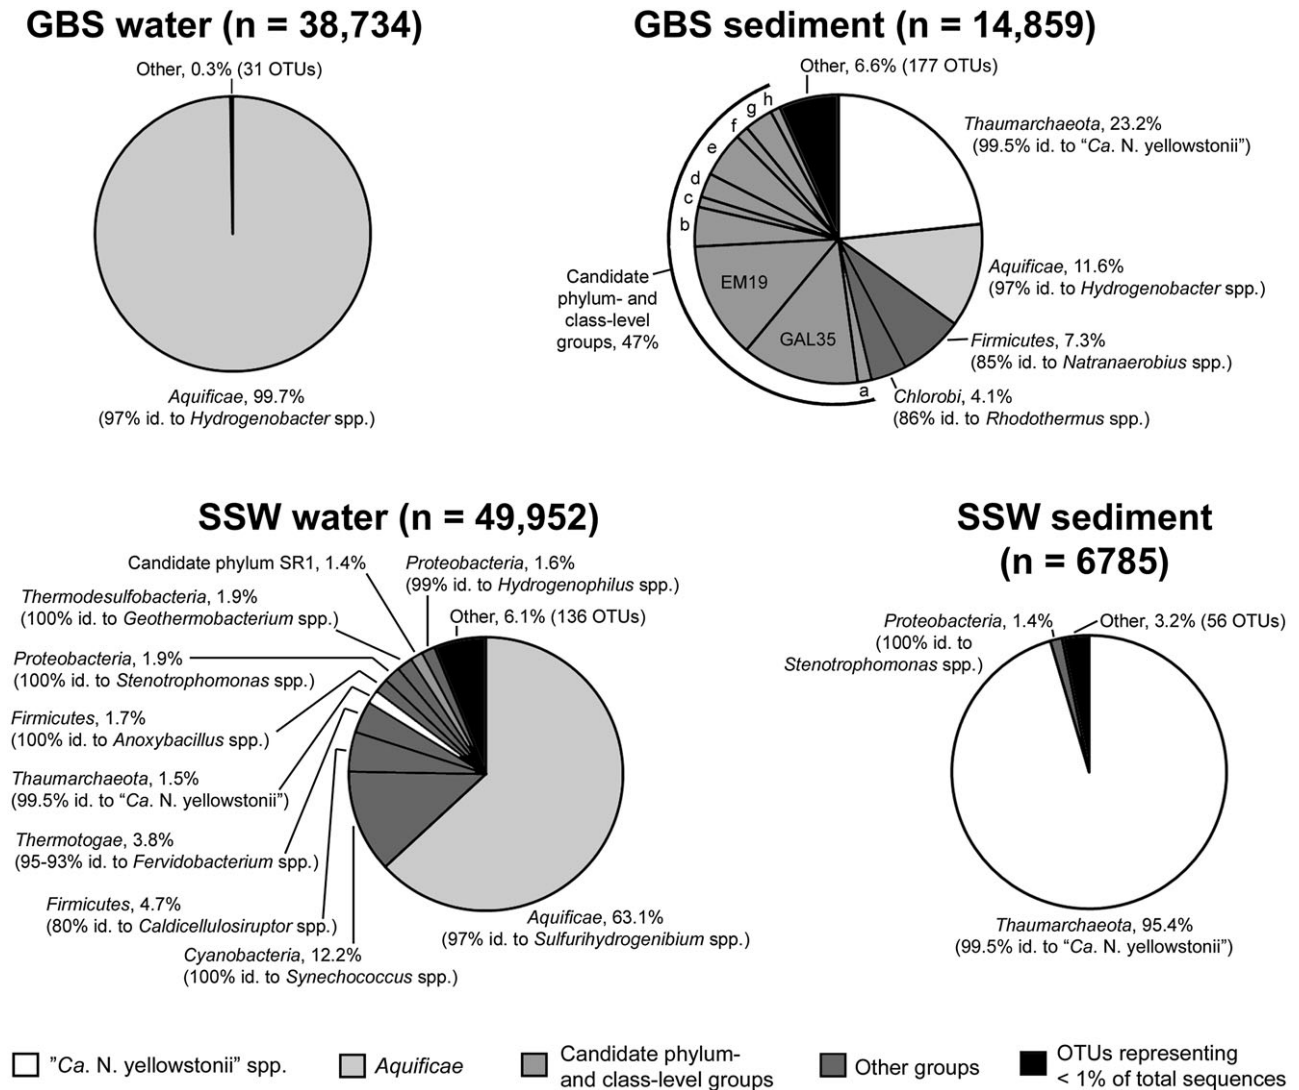 GBS water (n = 38,734)
Other, 0.3% (31 OTUs)
Aquificae, 99.7%
(97% id. to Hydrogenobacter spp.)
GBS sediment (n = 14,859)
Other, 6.6% (177 OTUs)
Thaumarchaeota, 23.2%
(99.5% id. to “Ca. N. yellowstonii”)
Aquificae, 11.6%
(97% id. to Hydrogenobacter spp.)
Firmicutes, 7.3%
(85% id. to Natranaerobius spp.)
Chlorobi, 4.1%
(86% id. to Rhodothermus spp.)
a
GAL35
EM19
b
c
d
e
f
g
h
Candidate
phylum- and
class-level
groups, 47%
SSW water (n = 49,952)
Candidate phylum SR1, 1.4%
Proteobacteria, 1.6%
(99% id. to Hydrogenophilus spp.)
Other, 6.1% (136 OTUs)
Thermodesulfobacteria, 1.9%
(100% id. to Geothermobacterium spp.)
Proteobacteria, 1.9%
(100% id. to Stenotrophomonas spp.)
Firmicutes, 1.7%
(100% id. to Anoxybacillus spp.)
Thaumarchaeota, 1.5%
(99.5% id. to “Ca. N. yellowstonii”)
Thermotogae, 3.8%
(95-93% id. to Fervidobacterium spp.)
Firmicutes, 4.7%
(80% id. to Caldicellulosiruptor spp.)
Cyanobacteria, 12.2%
(100% id. to Synechococcus spp.)
Aquificae, 63.1%
(97% id. to Sulfurihydrogenibium spp.)
SSW sediment
(n = 6785)
Proteobacteria, 1.4%
(100% id. to
Stenotrophomonas spp.)
Other, 3.2% (56 OTUs)
Thaumarchaeota, 95.4%
(99.5% id. to “Ca. N. yellowstonii”)
”Ca. N. yellowstonii” spp.
Aquificae
Candidate phylum-
and class-level groups
Other groups
OTUs representing
< 1% of total sequences